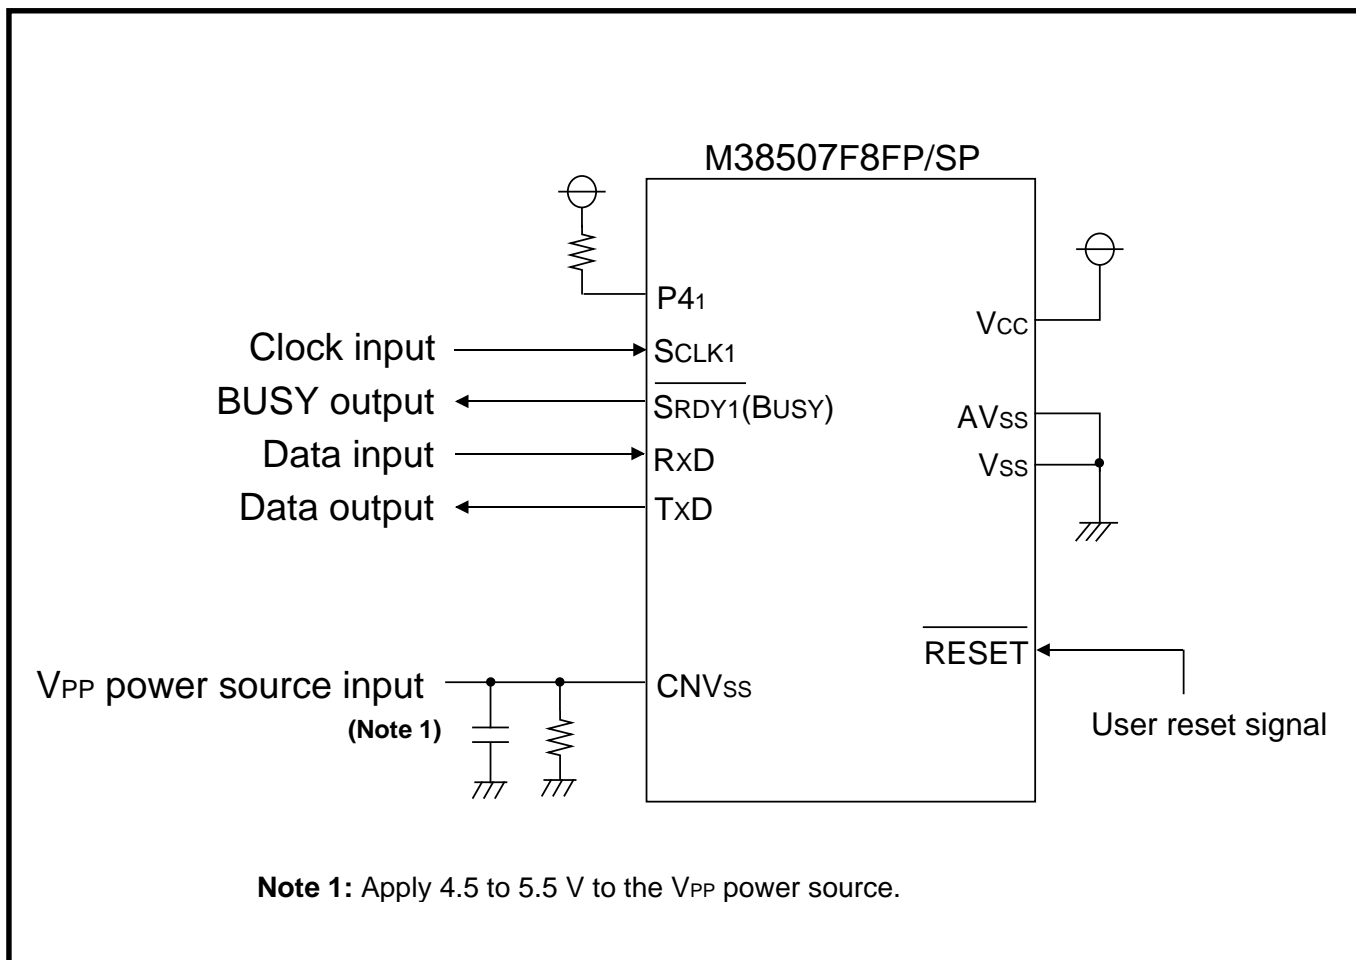 M38507F8FP/SP
P41
Clock input
SCLK1
BUSY output
SRDY1(BUSY)
Data input
RXD
Data output
TXD
VCC
AVSS
VSS
RESET
User reset signal
VPP power source input
(Note 1)
CNVSS
Note 1: Apply 4.5 to 5.5 V to the VPP power source.